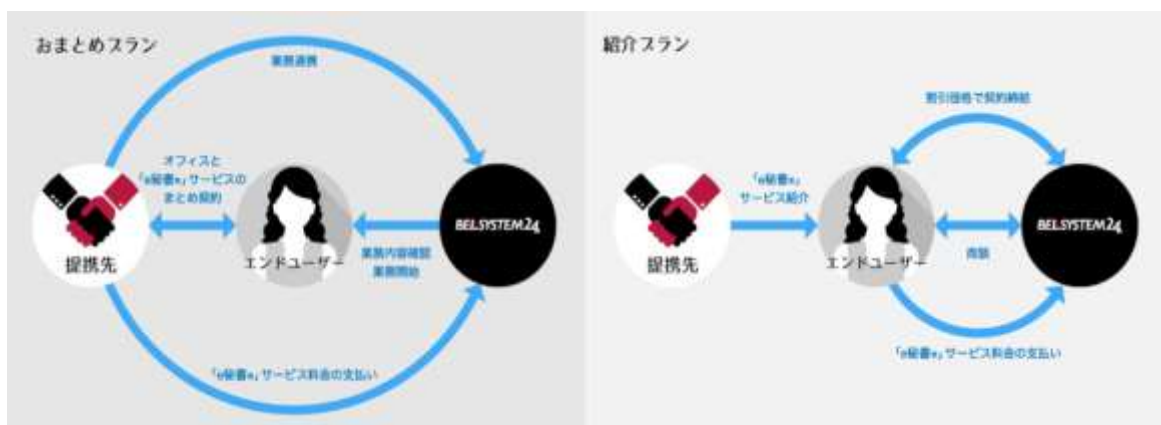 おまとめプラン
業務連携
オフィスと
「e秘書®」サービスの
まとめ契約
提携先
エンドユーザー
BELLSYSTEM24
業務内容確認
業務開始
「e秘書®」サービス料金の支払い
紹介プラン
割引価格で契約締結
「e秘書®」
サービス紹介
提携先
エンドユーザー
BELLSYSTEM24
商談
「e秘書®」サービス料金の支払い